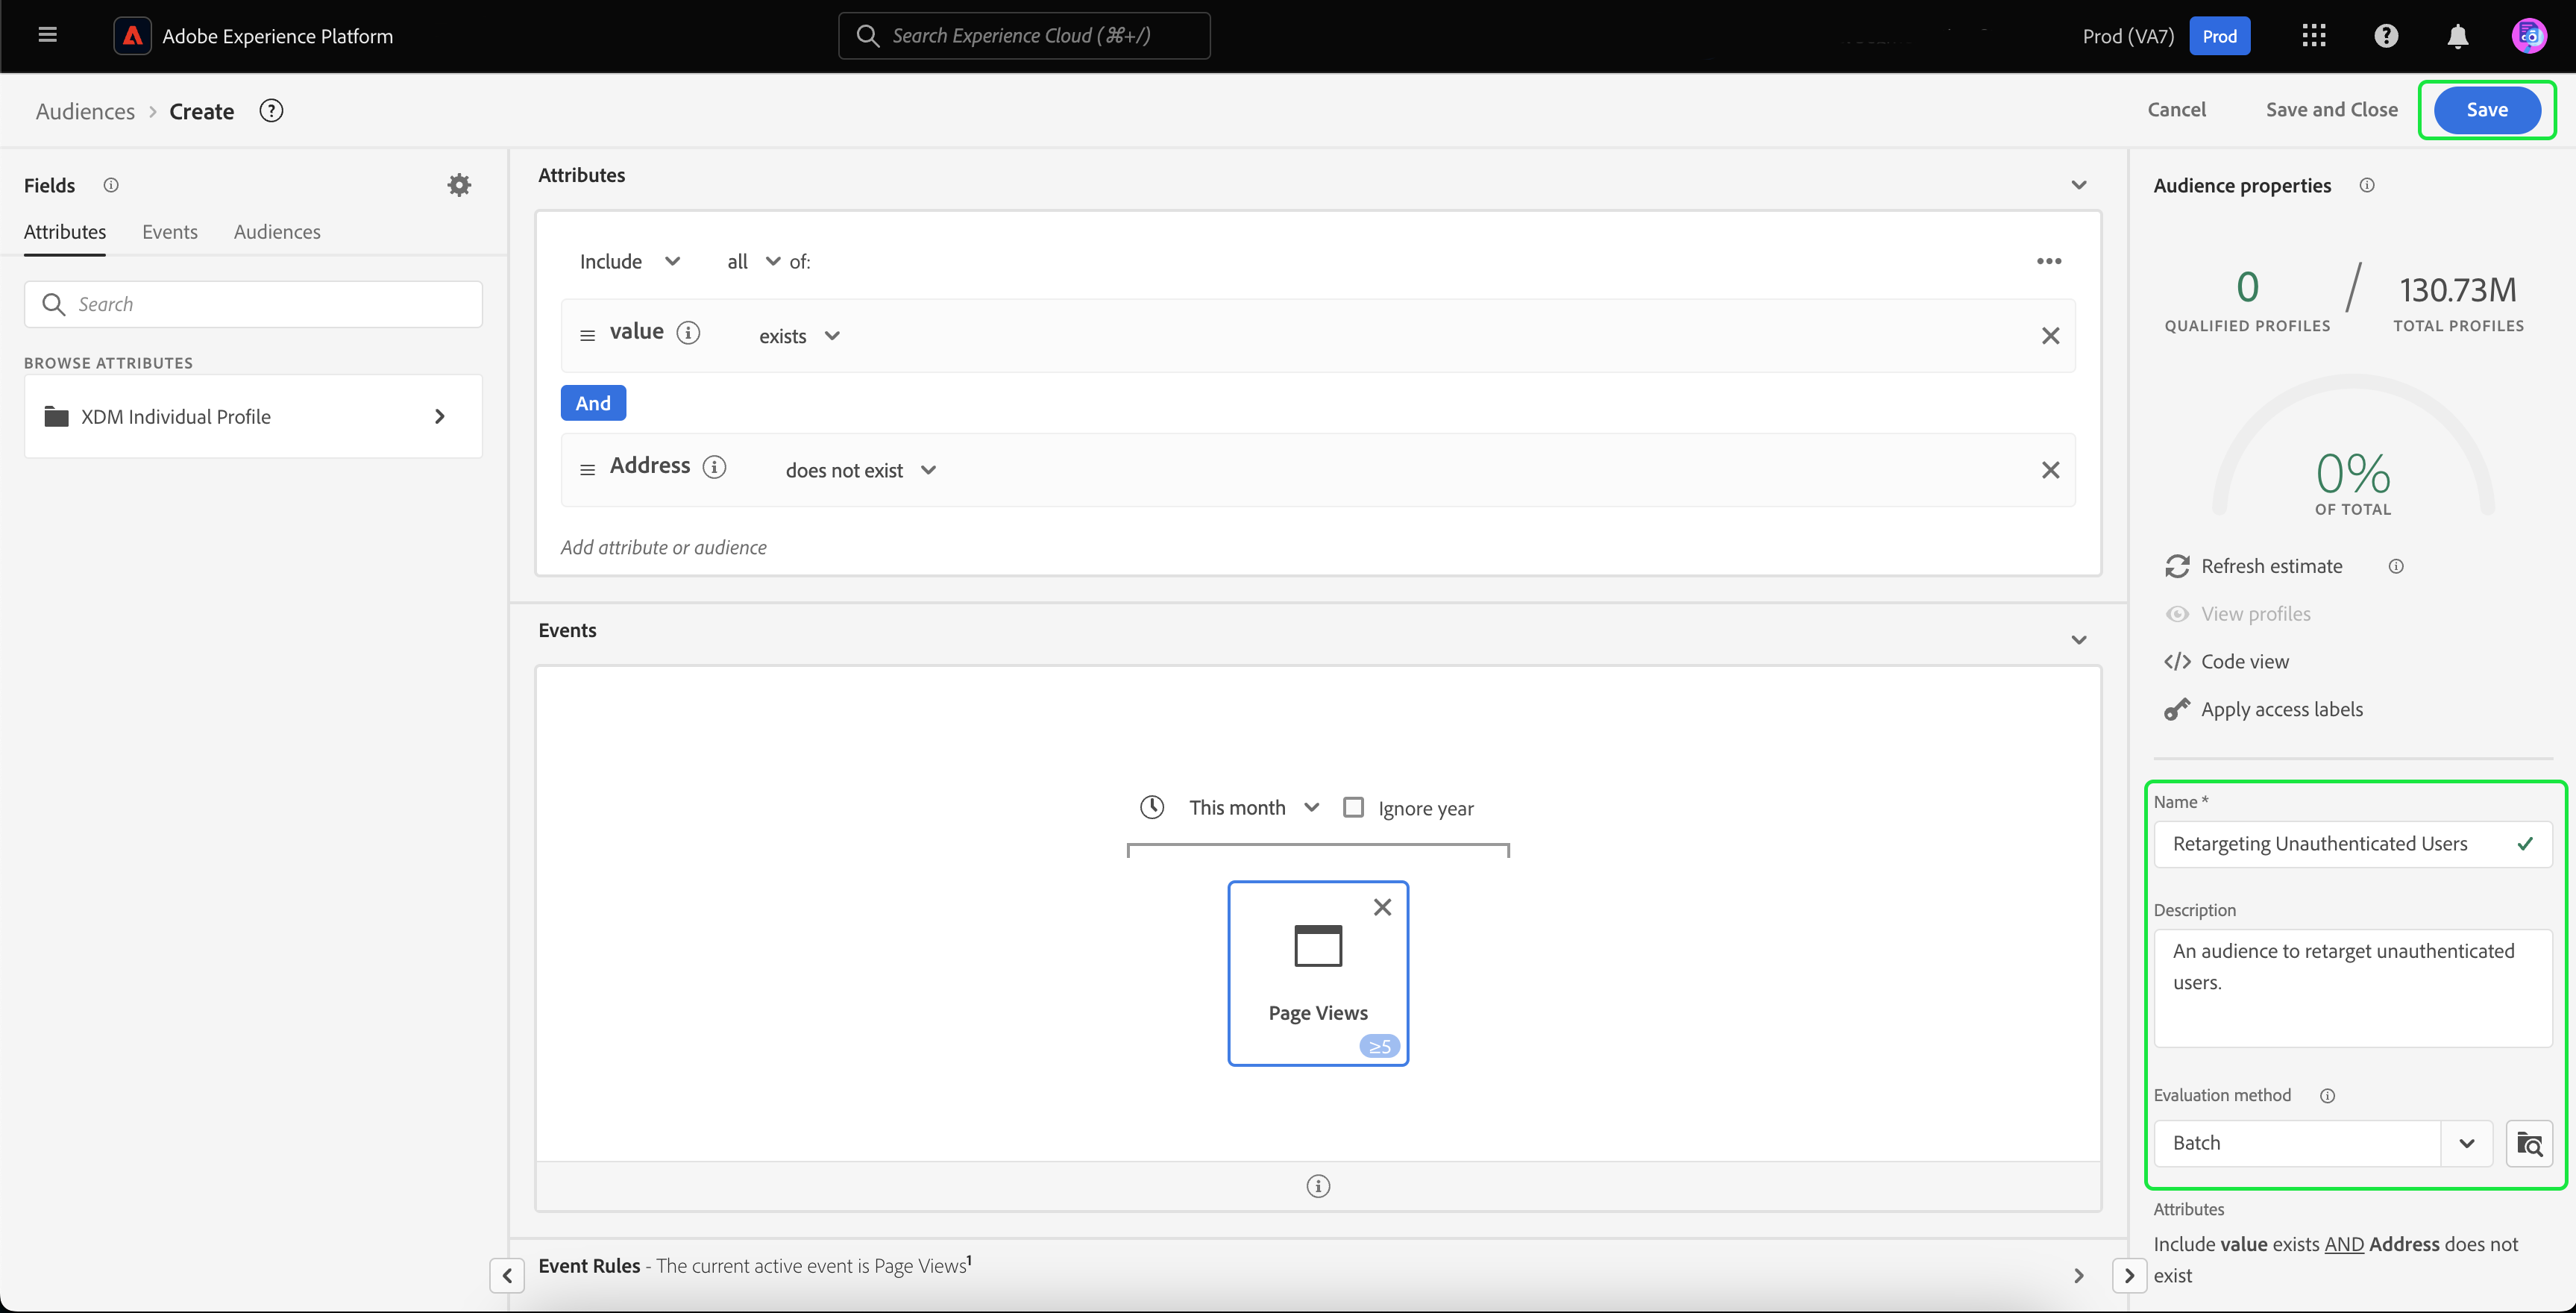 Adobe Experience Platform
Search Experience Cloud (⌘+/)
Prod (VA7)
Prod
Audiences > Create
Cancel
Save and Close
Save
Fields
Attributes
Events
Audiences
Search
BROWSE ATTRIBUTES
XDM Individual Profile
Attributes
Include all of:
value exists
And
Address does not exist
Add attribute or audience
Events
This month
Ignore year
Page Views
≥5
Event Rules - The current active event is Page Views¹
Audience properties
0 / 130.73M
QUALIFIED PROFILES TOTAL PROFILES
0%
OF TOTAL
Refresh estimate
View profiles
Code view
Apply access labels
Name *
Retargeting Unauthenticated Users
Description
An audience to retarget unauthenticated
users.
Evaluation method
Batch
Attributes
Include value exists AND Address does not
exist